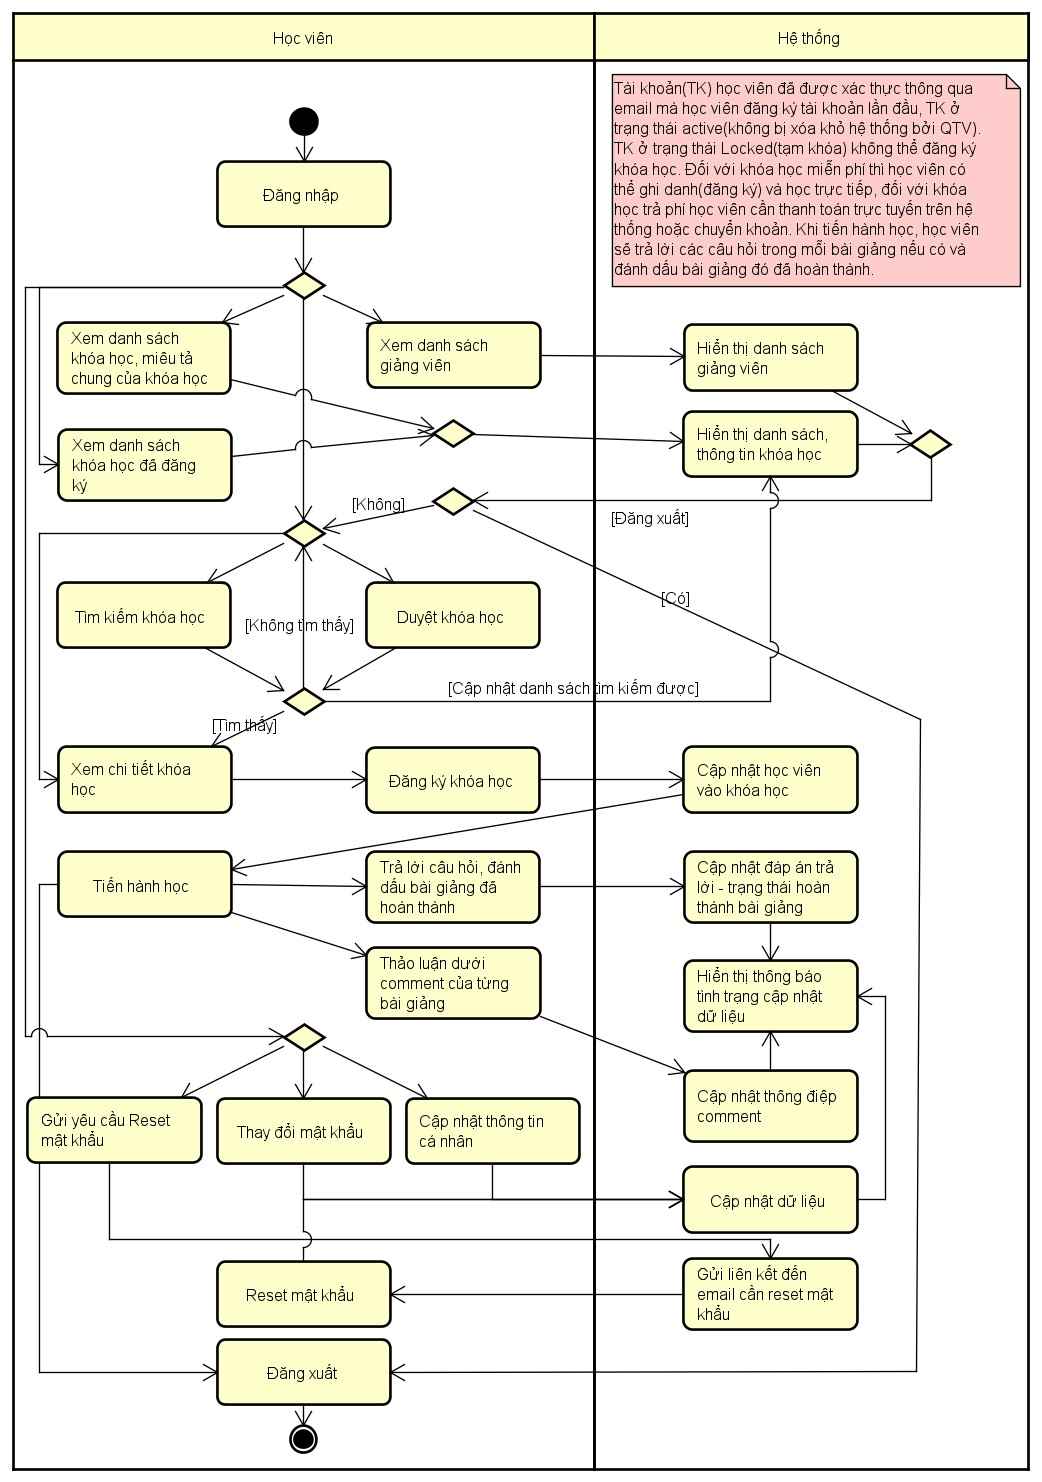 Học viên
Hệ thống
Tài khoản(TK) học viên đã được xác thực thông qua
email mà học viên đăng ký tài khoản lần đầu, TK ở
trạng thái active(không bị xóa khỏ hệ thống bởi QTV).
TK ở trạng thái Locked(tạm khóa) không thể đăng ký
khóa học. Đối với khóa học miễn phí thì học viên có
thể ghi danh(đăng ký) và học trực tiếp, đối với khóa
học trả phí học viên cần thanh toán trực tuyến trên hệ
thống hoặc chuyển khoản. Khi tiến hành học, học viên
sẽ trả lời các câu hỏi trong mỗi bài giảng nếu có và
đánh dấu bài giảng đó đã hoàn thành.
Đăng nhập
Xem danh sách
khóa học, miêu tả
chung của khóa học
Xem danh sách
giảng viên
Hiển thị danh sách
giảng viên
Xem danh sách
khóa học đã đăng
ký
Hiển thị danh sách,
thông tin khóa học
[Không]
[Đăng xuất]
[Có]
Tìm kiếm khóa học
[Không tìm thấy]
Duyệt khóa học
[Cập nhật danh sách tìm kiếm được]
[Tìm thấy]
Xem chi tiết khóa
học
Đăng ký khóa học
Cập nhật học viên
vào khóa học
Tiến hành học
Trả lời câu hỏi, đánh
dấu bài giảng đã
hoàn thành
Cập nhật đáp án trả
lời - trạng thái hoàn
thành bài giảng
Thảo luận dưới
comment của từng
bài giảng
Hiển thị thông báo
tình trạng cập nhật
dữ liệu
Cập nhật thông điệp
comment
Gửi yêu cầu Reset
mật khẩu
Thay đổi mật khẩu
Cập nhật thông tin
cá nhân
Cập nhật dữ liệu
Gửi liên kết đến
email cần reset mật
khẩu
Reset mật khẩu
Đăng xuất